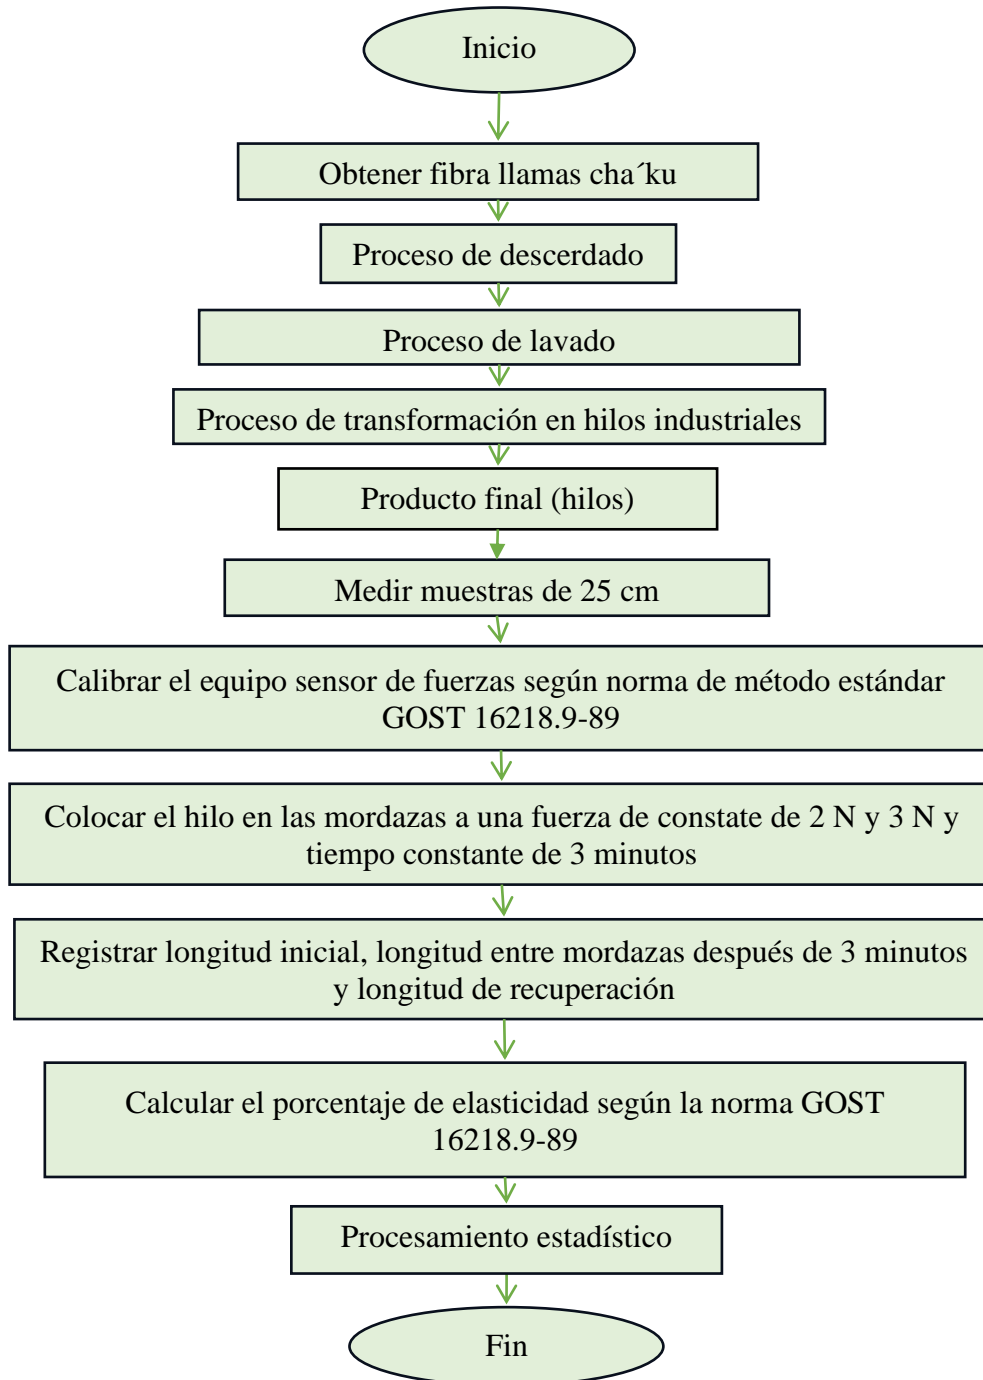 Inicio
Obtener fibra llamas cha´ku
Proceso de descerdado
Proceso de lavado
Proceso de transformación en hilos industriales
Producto final (hilos)
Medir muestras de 25 cm
Calibrar el equipo sensor de fuerzas según norma de método estándar
GOST 16218.9-89
Colocar el hilo en las mordazas a una fuerza de constate de 2 N y 3 N y
tiempo constante de 3 minutos
Registrar longitud inicial, longitud entre mordazas después de 3 minutos
y longitud de recuperación
Calcular el porcentaje de elasticidad según la norma GOST
16218.9-89
Procesamiento estadístico
Fin